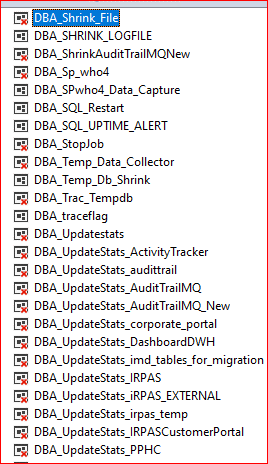 DBA_Shrink_File
DBA_SHRINK_LOGFILE
DBA_ShrinkAuditTrailMQNew
DBA_Sp_who4
DBA_SPwho4_Data_Capture
DBA_SQL_Restart
DBA_SQL_UPTIME_ALERT
DBA_StopJob
DBA_Temp_Data_Collector
DBA_Temp_Db_Shrink
DBA_Trac_Tempdb
DBA_traceflag
DBA_Updatestats
DBA_UpdateStats_ActivityTracker
DBA_UpdateStats_audittrail
DBA_UpdateStats_AuditTrailMQ
DBA_UpdateStats_AuditTrailMQ_New
DBA_UpdateStats_corporate_portal
DBA_UpdateStats_DashboardDWH
DBA_UpdateStats_imd_tables_for_migration
DBA_UpdateStats_IRPAS
DBA_UpdateStats_iRPAS_EXTERNAL
DBA_UpdateStats_irpas_temp
DBA_UpdateStats_IRPASCustomerPortal
DBA_UpdateStats_PPHC